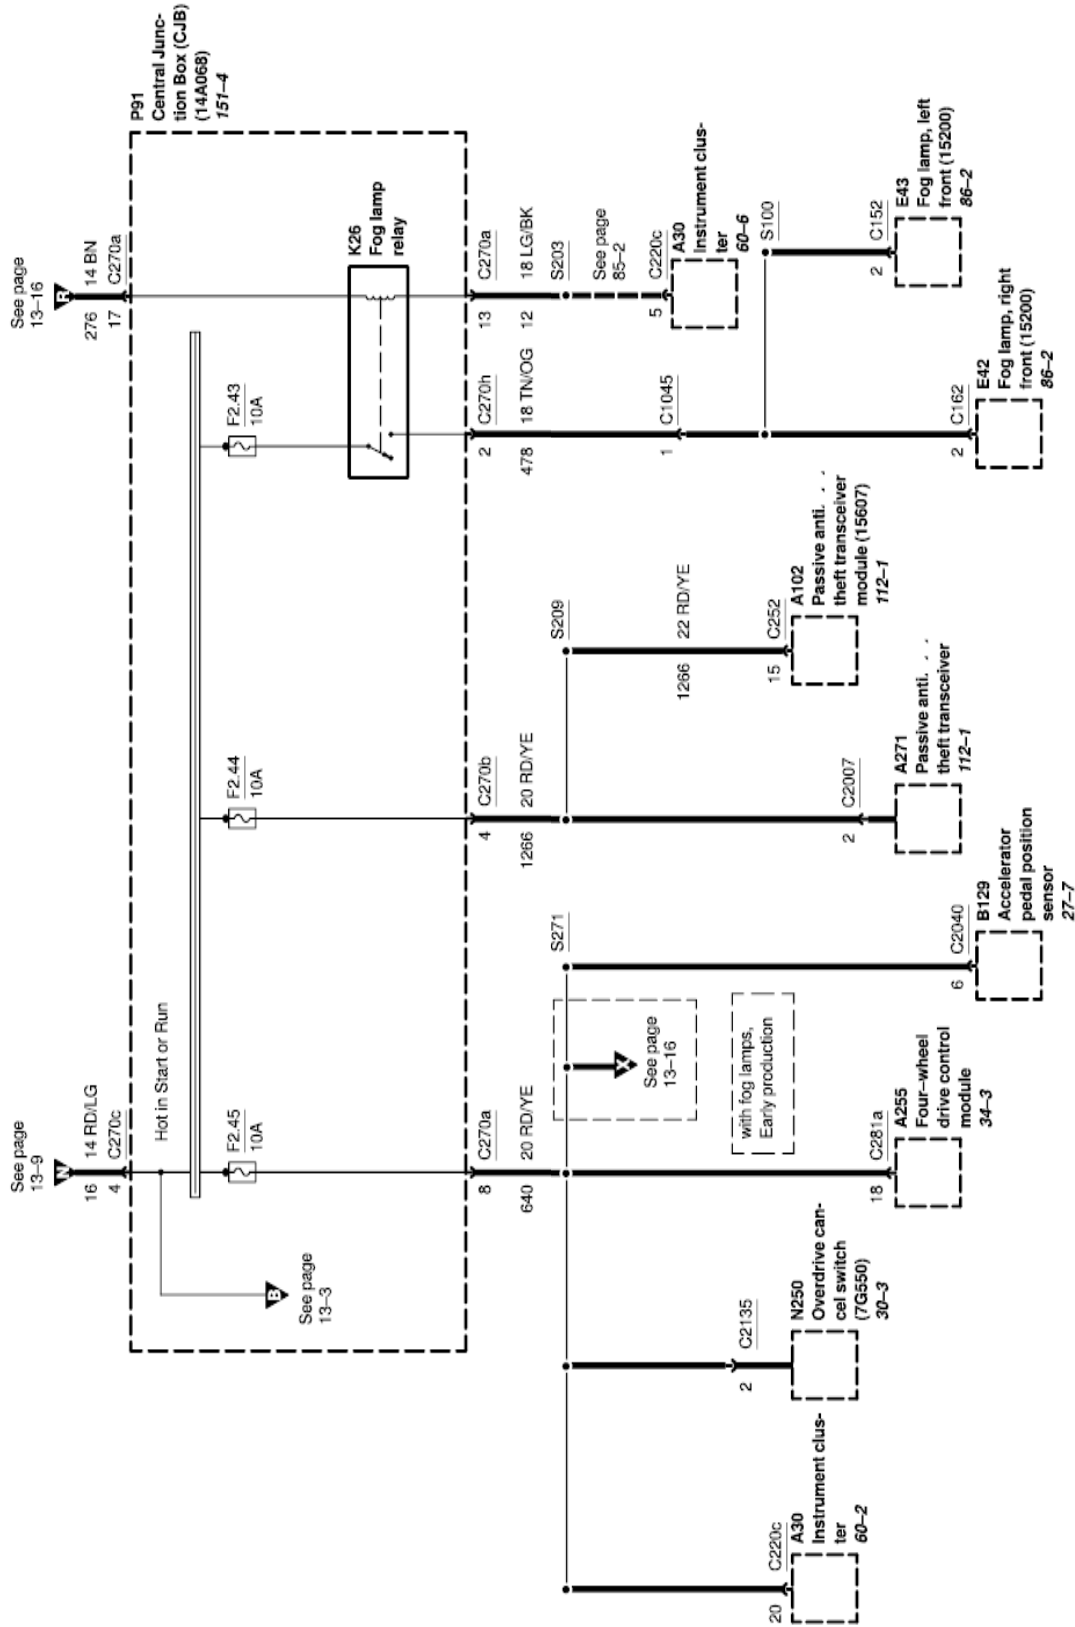 See page
13–9
16
14 RD/LG
4
C270c
N
Hot in Start or Run
B
See page
13–3
F2.45
10A
F2.44
10A
F2.43
10A
See page
13–16
R
276
14 BN
17
C270a
P91
Central Junc-
tion Box (CJB)
(14A068)
151–4
K26
Fog lamp
relay
8
C270a
640
20 RD/YE
4
C270b
1266
20 RD/YE
2
C270h
478
18 TN/OG
13
C270a
12
18 LG/BK
S271
S209
S203
X
See page
13–16
with fog lamps,
Early production
See page
85–2
1266
22 RD/YE
1
C1045
5
C220c
A30
Instrument clus-
ter
60–6
S100
20
C220c
A30
Instrument clus-
ter
60–2
2
C2135
N250
Overdrive can-
cel switch
(7G550)
30–3
18
C281a
A255
Four–wheel
drive control
module
34–3
6
C2040
B129
Accelerator
pedal position
sensor
27–7
2
C2007
A271
Passive anti. . .
theft transceiver
112–1
15
C252
A102
Passive anti. . .
theft transceiver
module (15607)
112–1
2
C162
E42
Fog lamp, right
front (15200)
86–2
2
C152
E43
Fog lamp, left
front (15200)
86–2